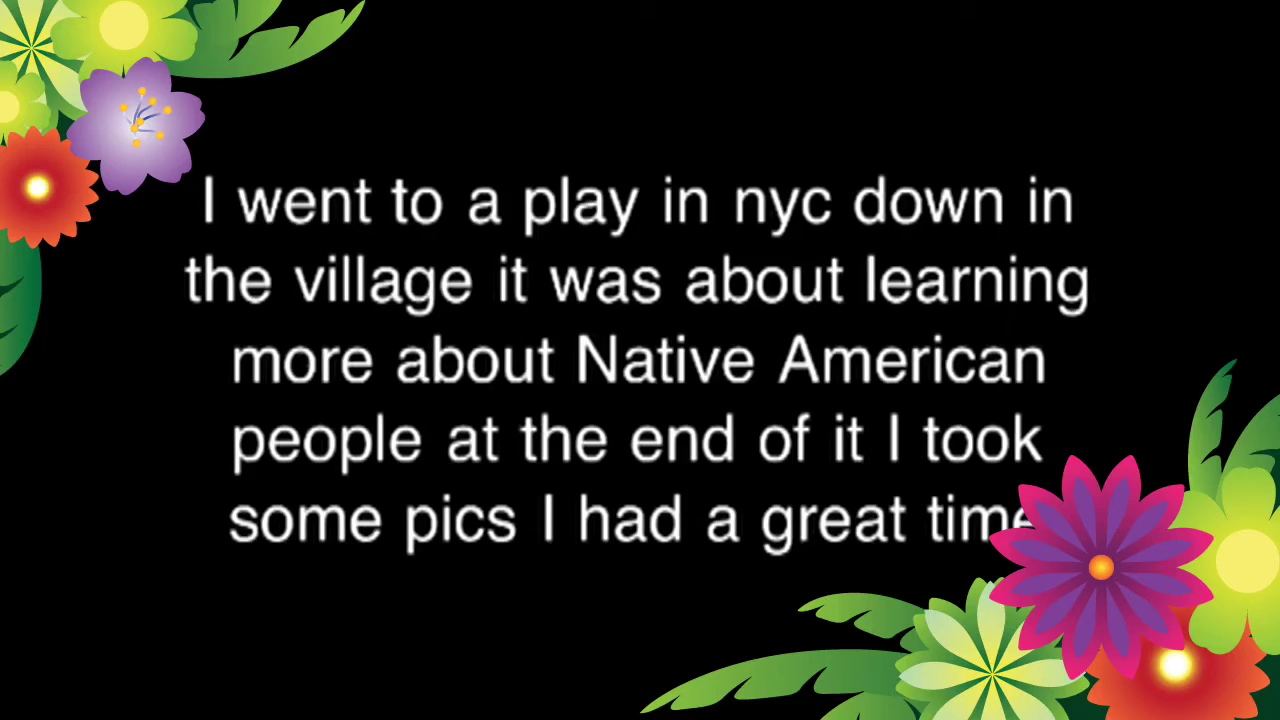 I went to a play in nyc down in
the village it was about learning
more about Native American
people at the end of it I took
some pics I had a great time